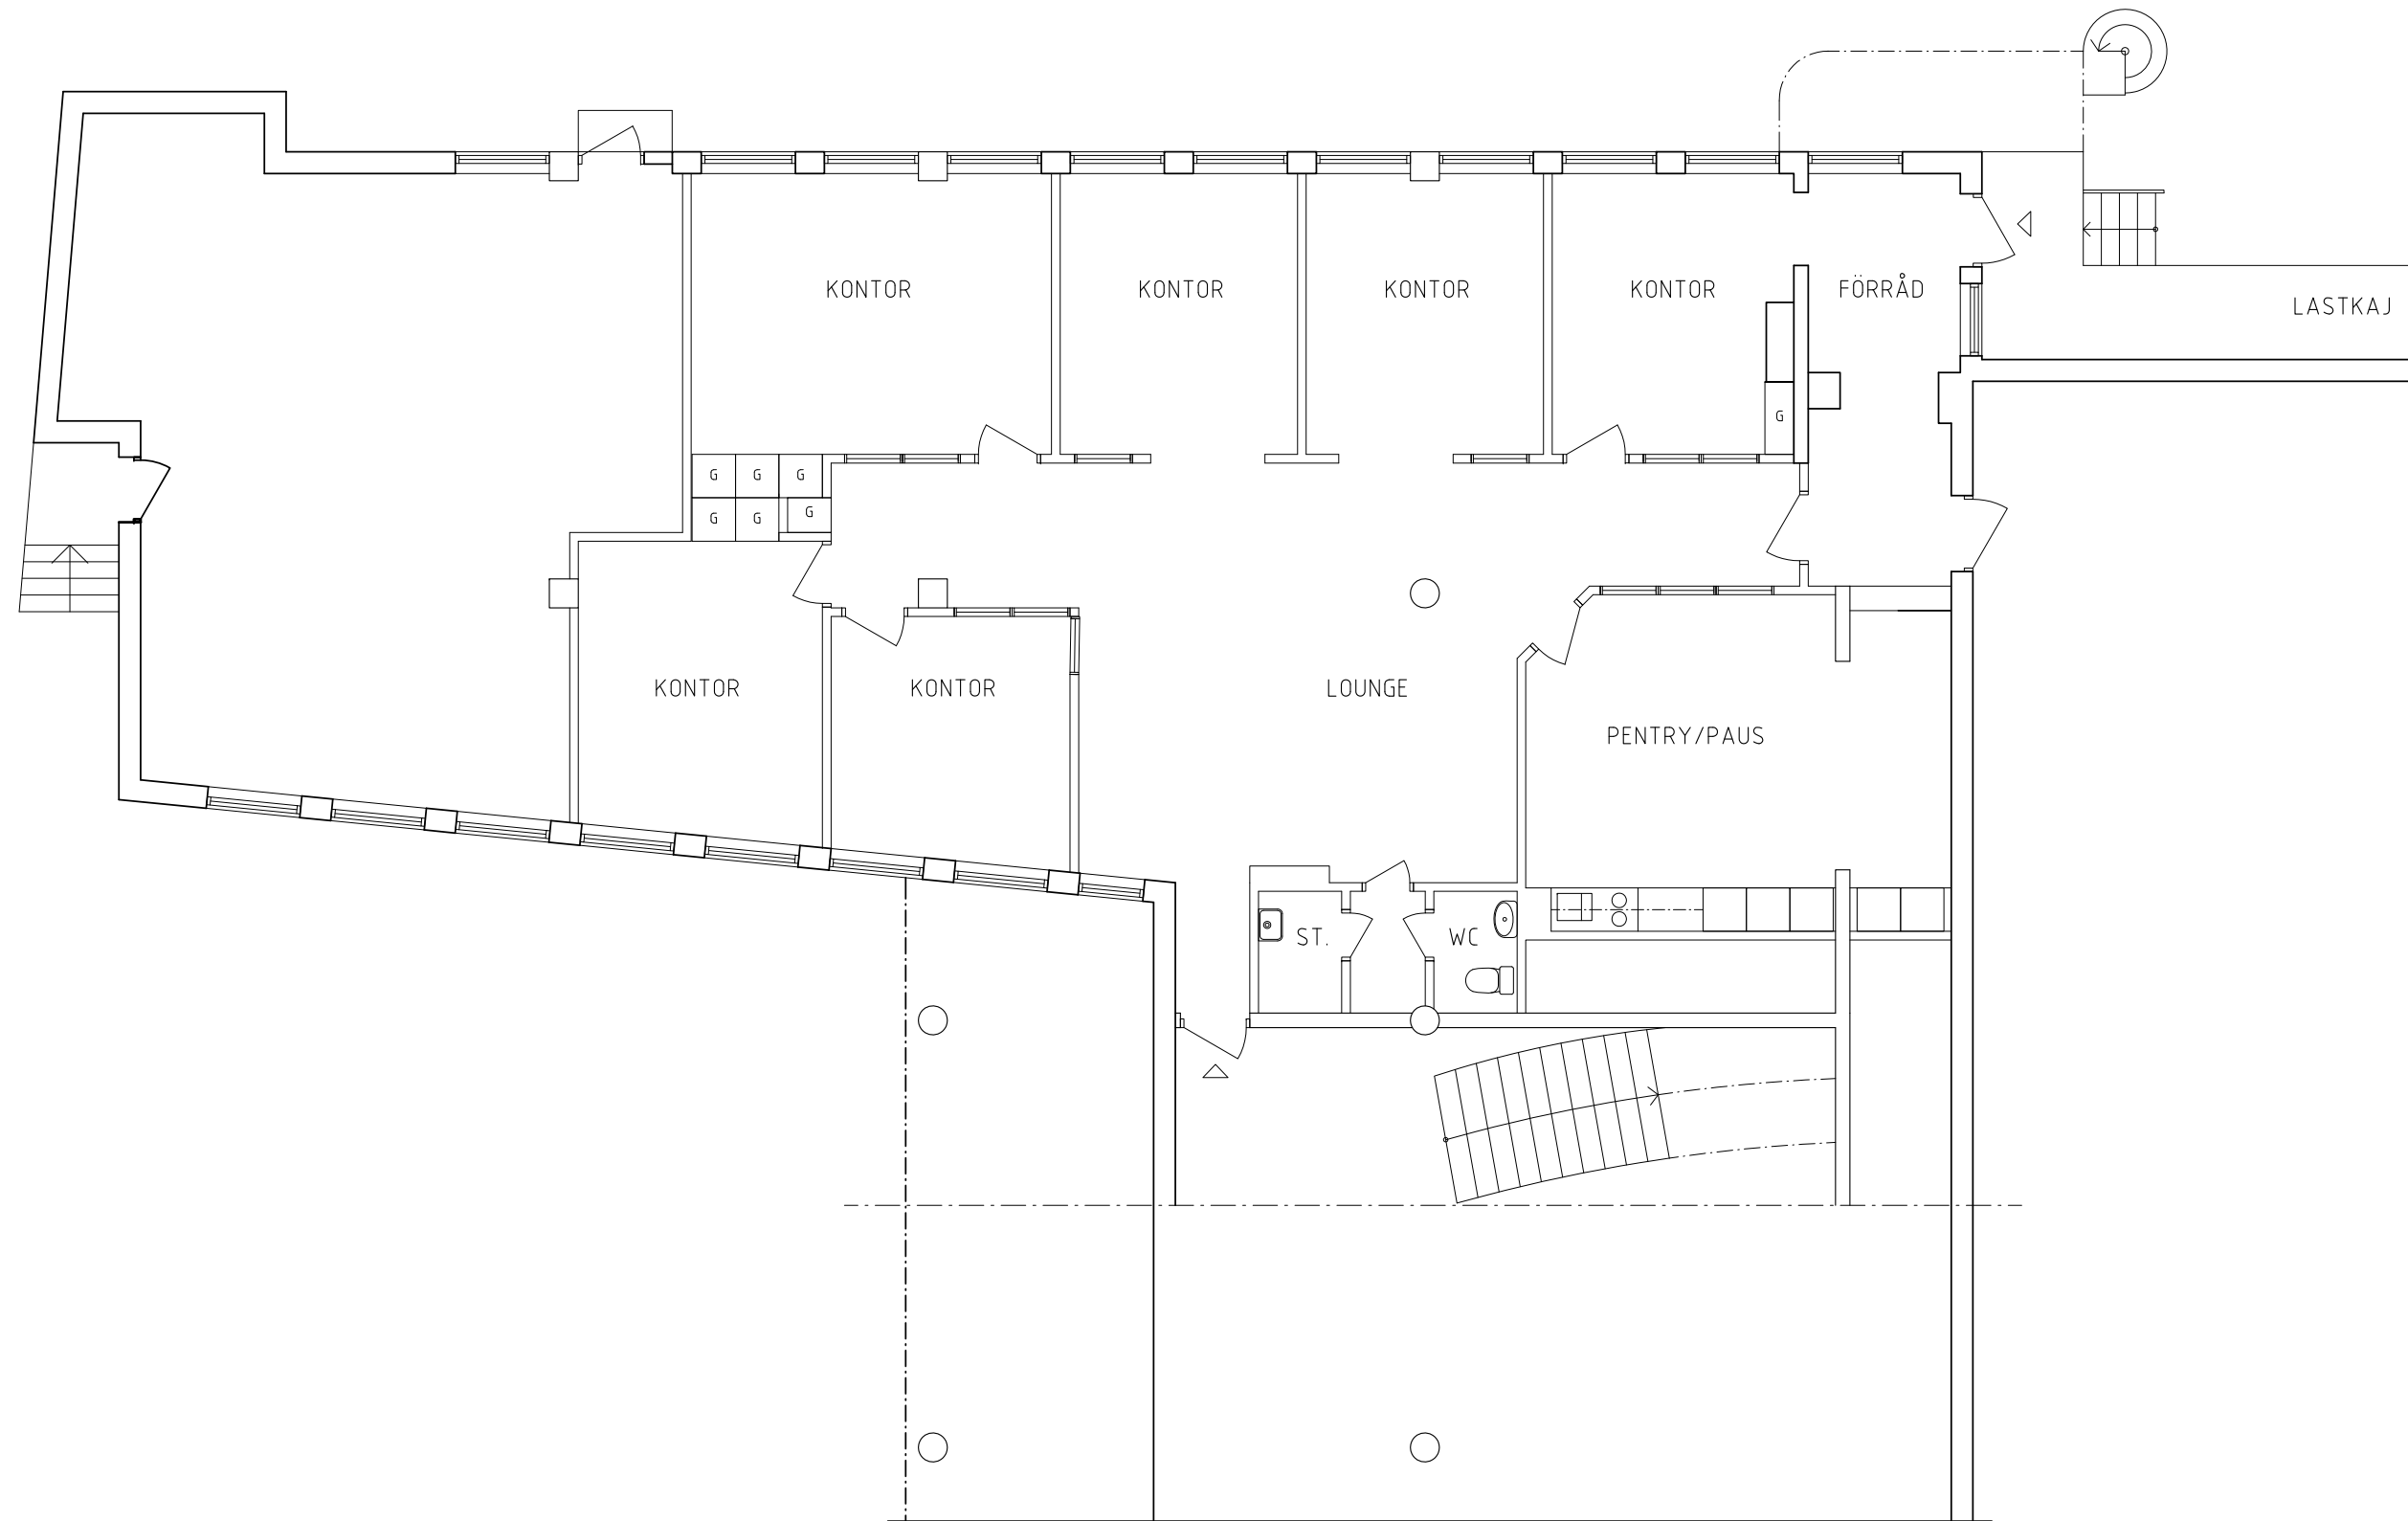 KONTOR
KONTOR
KONTOR
KONTOR
FÖRRÅD
LASTKAJ
G
G
G
G
G
G
G
KONTOR
KONTOR
LOUNGE
PENTRY/PAUS
ST.
WC